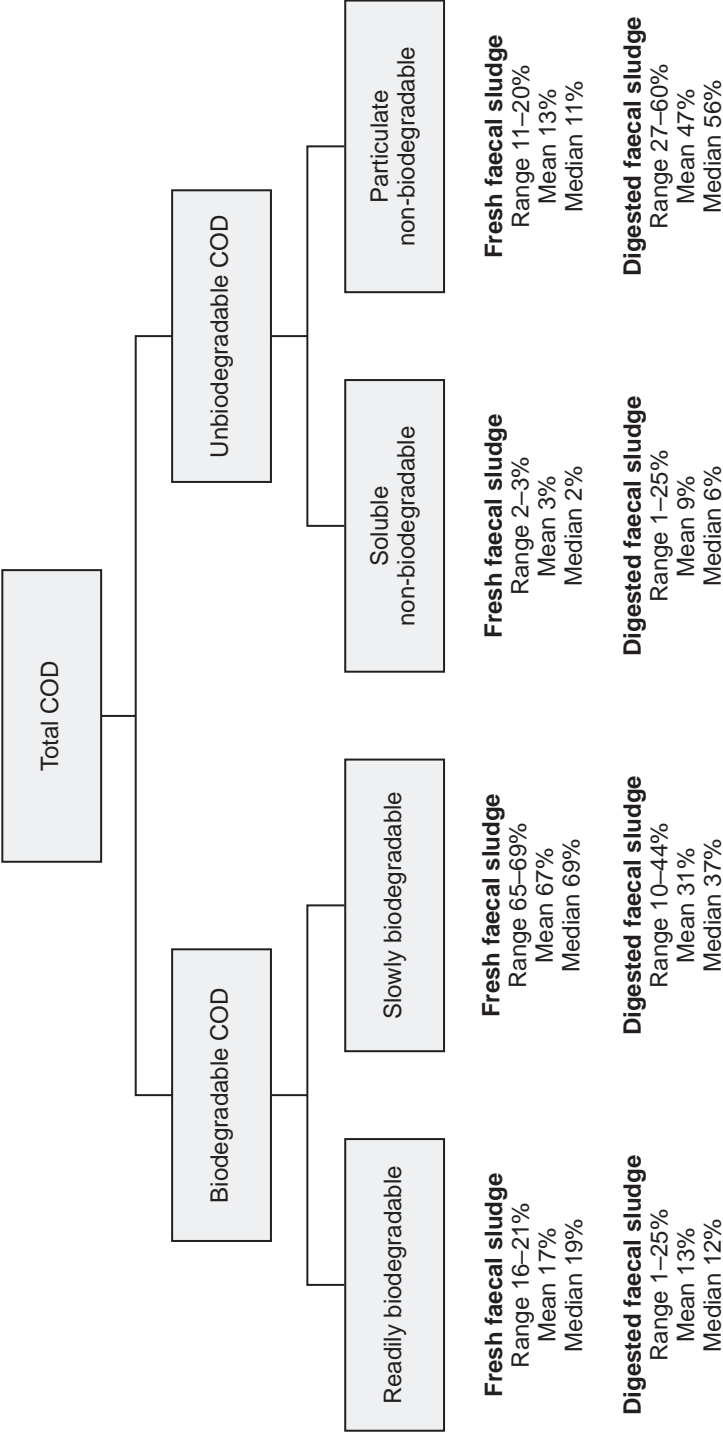 Total COD
Biodegradable COD
Unbiodegradable COD
Readily biodegradable
Slowly biodegradable
Soluble
non-biodegradable
Particulate
non-biodegradable
Fresh faecal sludge
Range 16–21%
Mean 17%
Median 19%
Digested faecal sludge
Range 1–25%
Mean 13%
Median 12%
Fresh faecal sludge
Range 65–69%
Mean 67%
Median 69%
Digested faecal sludge
Range 10–44%
Mean 31%
Median 37%
Fresh faecal sludge
Range 2–3%
Mean 3%
Median 2%
Digested faecal sludge
Range 1–25%
Mean 9%
Median 6%
Fresh faecal sludge
Range 11–20%
Mean 13%
Median 11%
Digested faecal sludge
Range 27–60%
Mean 47%
Median 56%